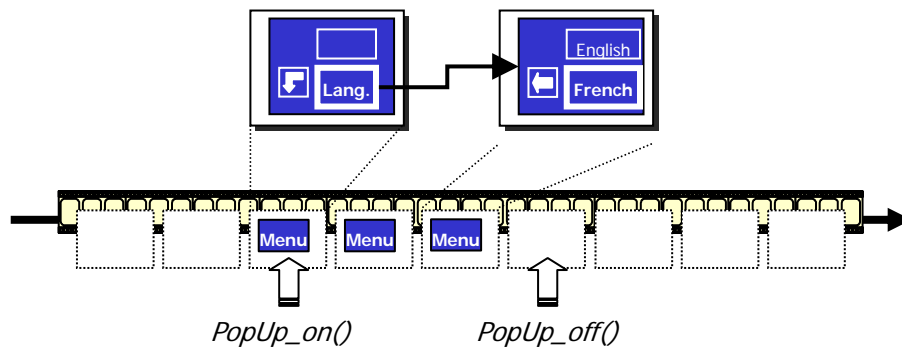 Lang.
English
French
Menu
Menu
Menu
PopUp_on()
PopUp_off()